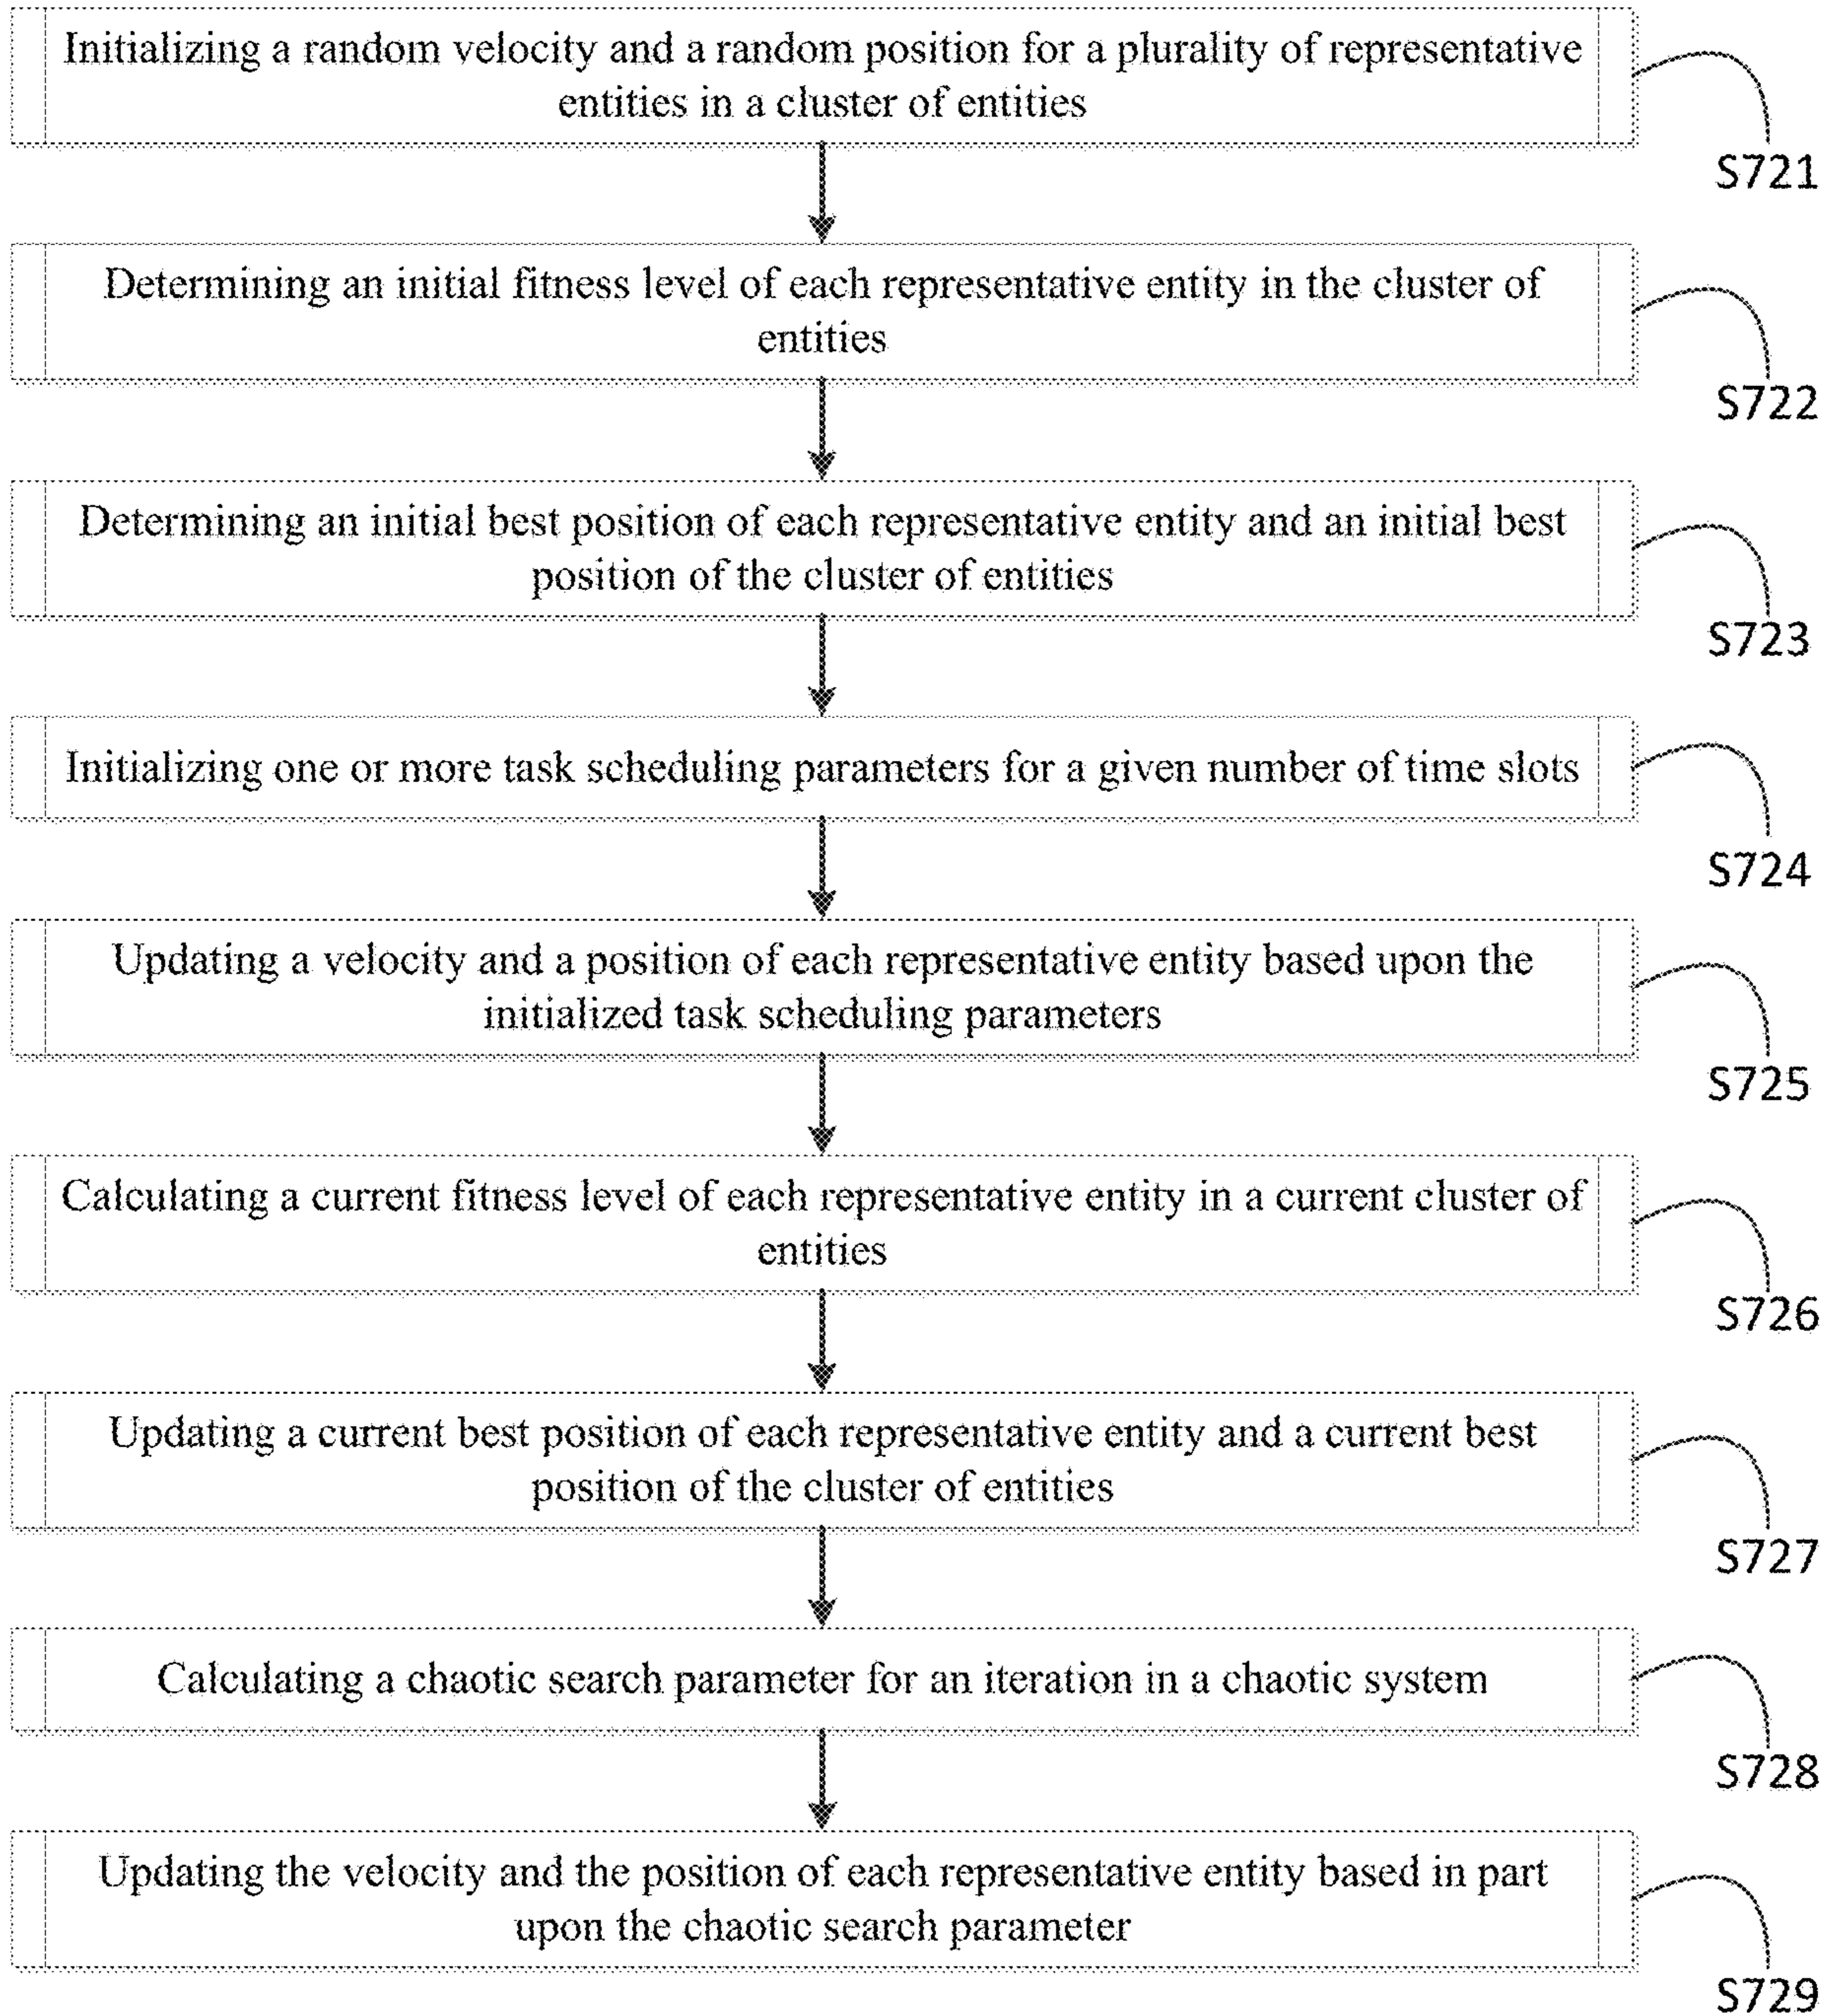 Initializing a random velocity and a random position for a plurality of representative
entities in a cluster of entities
S721
Determining an initial fitness level of each representative entity in the cluster of
entities
S722
Determining an initial best position of each representative entity and an initial best
position of the cluster of entities
S723
Initializing one or more task scheduling parameters for a given number of time slots
S724
Updating a velocity and a position of each representative entity based upon the
initialized task scheduling parameters
S725
Calculating a current fitness level of each representative entity in a current cluster of
entities
S726
Updating a current best position of each representative entity and a current best
position of the cluster of entities
S727
Calculating a chaotic search parameter for an iteration in a chaotic system
S728
Updating the velocity and the position of each representative entity based in part
upon the chaotic search parameter
S729